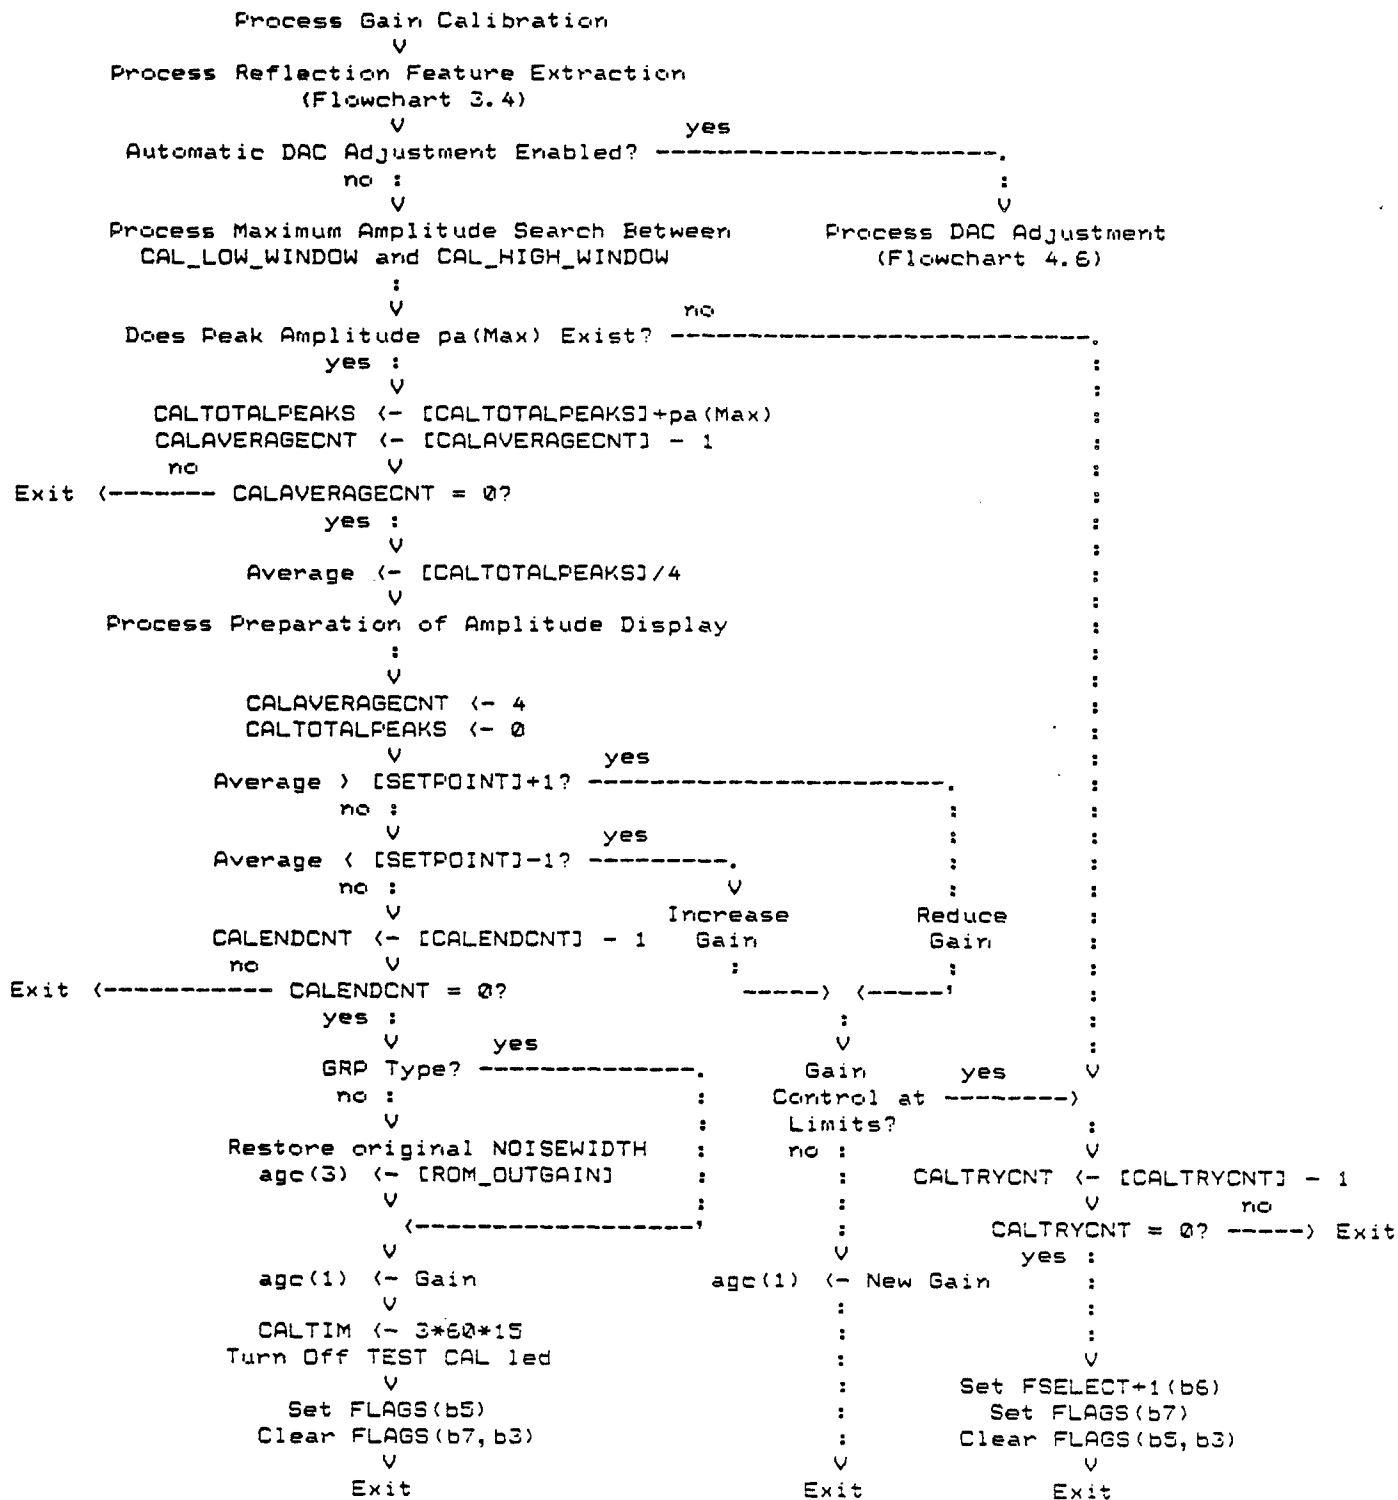 Process Gain Calibration
V
Process Reflection Feature Extraction
(Flowchart 3.4)
V yes
Automatic DAC Adjustment Enabled? ----------------------.
no : :
V V
Process Maximum Amplitude Search Between Process DAC Adjustment
CAL_LOW_WINDOW and CAL_HIGH_WINDOW (Flowchart 4.6)
:
V no
Does Peak Amplitude pa(Max) Exist? ---------------------------.
yes : :
V :
CALTOTALPEAKS <- [CALTOTALPEAKS]+pa(Max) :
CALAVERAGECNT <- [CALAVERAGECNT] - 1 :
no V :
Exit <------- CALAVERAGECNT = 0? :
yes : :
V :
Average <- [CALTOTALPEAKS]/4 :
V :
Process Preparation of Amplitude Display :
: :
V :
CALAVERAGECNT <- 4 :
CALTOTALPEAKS <- 0 :
V yes :
Average > [SETPOINT]+1? -----------------------. :
no : : :
V yes : :
Average < [SETPOINT]-1? ---------. : :
no : V : :
V Increase Reduce :
CALENDCNT <- [CALENDCNT] - 1 Gain Gain :
no V : : :
Exit <----------- CALENDCNT = 0? -----> <-----' :
yes : : :
V yes V :
GRP Type? --------------. Gain yes V
no : : Control at -------->
V : Limits? :
Restore original NOISEWIDTH : no : V
agc(3) <- [ROM_OUTGAIN] : : CALTRYCNT <- [CALTRYCNT] - 1
V : : V no
<------------------' : CALTRYCNT = 0? -----> Exit
V V yes :
agc(1) <- Gain agc(1) <- New Gain :
V : :
CALTIM <- 3*60*15 : :
Turn Off TEST CAL led : V
V : Set FSELECT+1(b6)
Set FLAGS(b5) : Set FLAGS(b7)
Clear FLAGS(b7,b3) : Clear FLAGS(b5,b3)
V V V
Exit Exit Exit